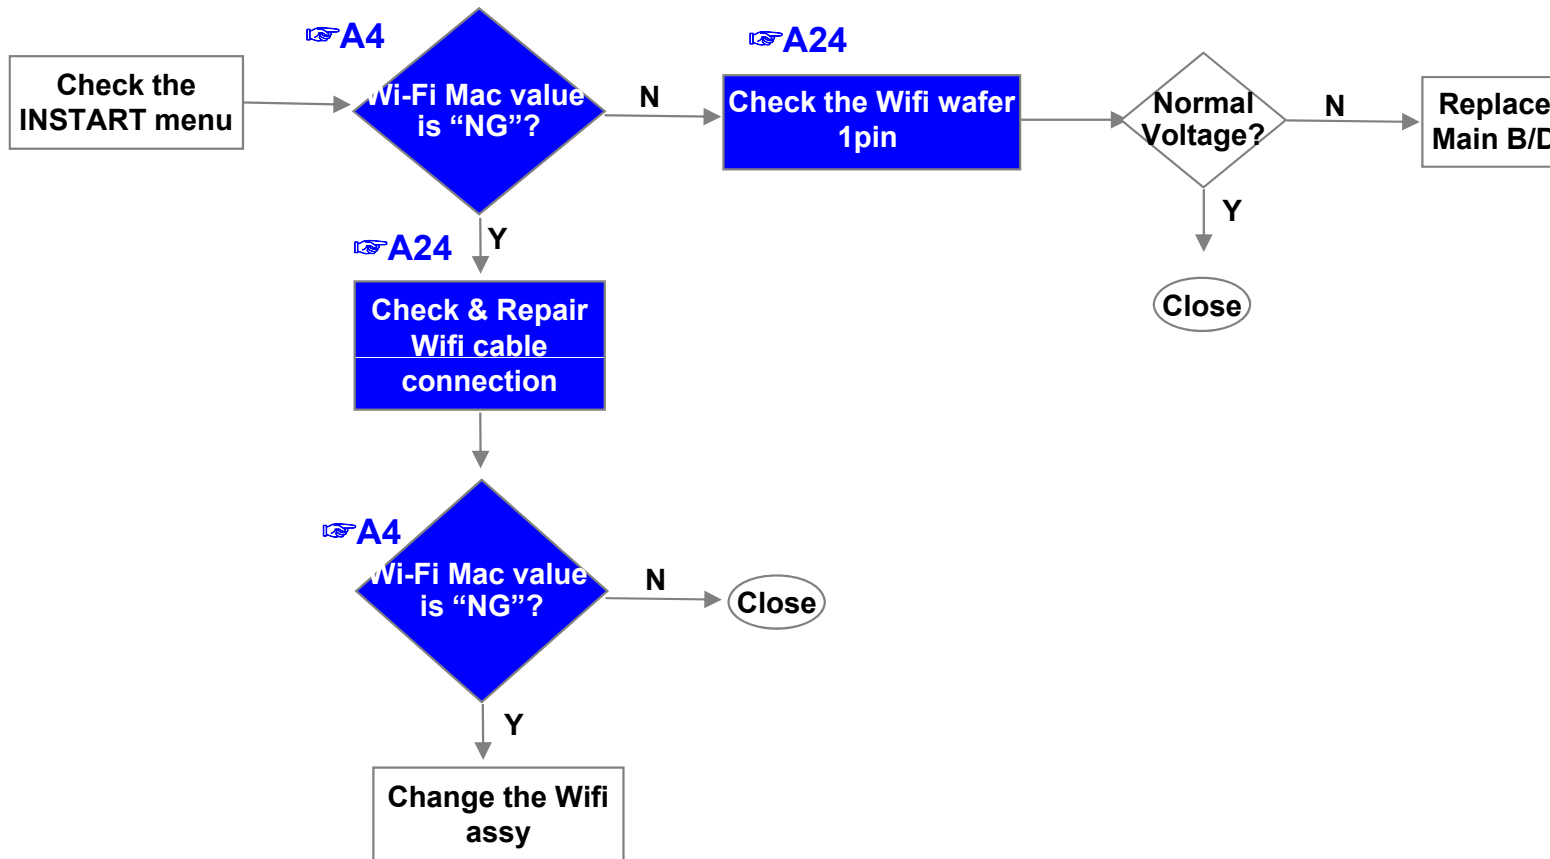 ☞A4
Check the
INSTART menu
Wi-Fi Mac value
is “NG”?
N
☞A24
Check the Wifi wafer
1pin
Normal
Voltage?
N
Replace
Main B/D
Y
Close
Y
☞A24
Check & Repair
Wifi cable
connection
☞A4
Wi-Fi Mac value
is “NG”?
N
Close
Y
Change the Wifi
assy